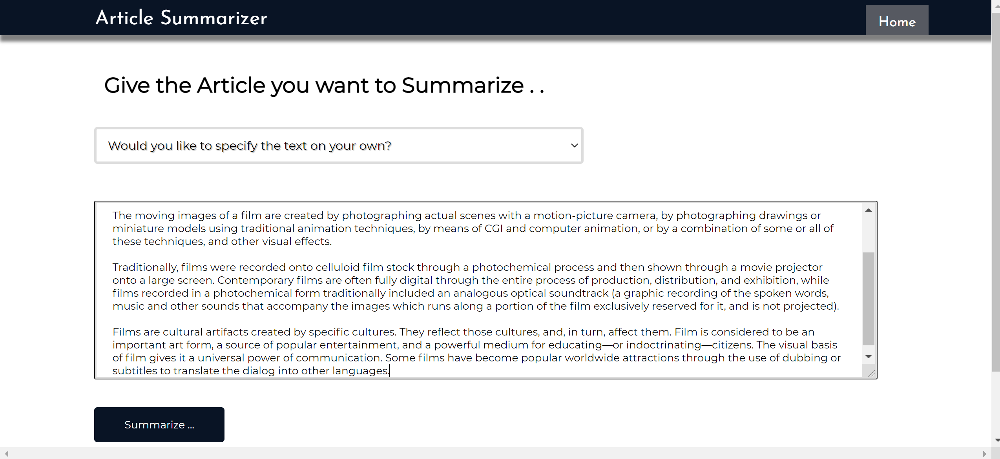 Article Summarizer
Home
Give the Article you want to Summarize . .
Would you like to specify the text on your own?
The moving images of a film are created by photographing actual scenes with a motion-picture camera, by photographing drawings or
miniature models using traditional animation techniques, by means of CGI and computer animation, or by a combination of some or all of
these techniques, and other visual effects.
Traditionally, films were recorded onto celluloid film stock through a photochemical process and then shown through a movie projector
onto a large screen. Contemporary films are often fully digital through the entire process of production, distribution, and exhibition, while
films recorded in a photochemical form traditionally included an analogous optical soundtrack (a graphic recording of the spoken words,
music and other sounds that accompany the images which runs along a portion of the film exclusively reserved for it, and is not projected).
Films are cultural artifacts created by specific cultures. They reflect those cultures, and, in turn, affect them. Film is considered to be an
important art form, a source of popular entertainment, and a powerful medium for educating—or indoctrinating—citizens. The visual basis
of film gives it a universal power of communication. Some films have become popular worldwide attractions through the use of dubbing or
subtitles to translate the dialog into other languages.
Summarize ...